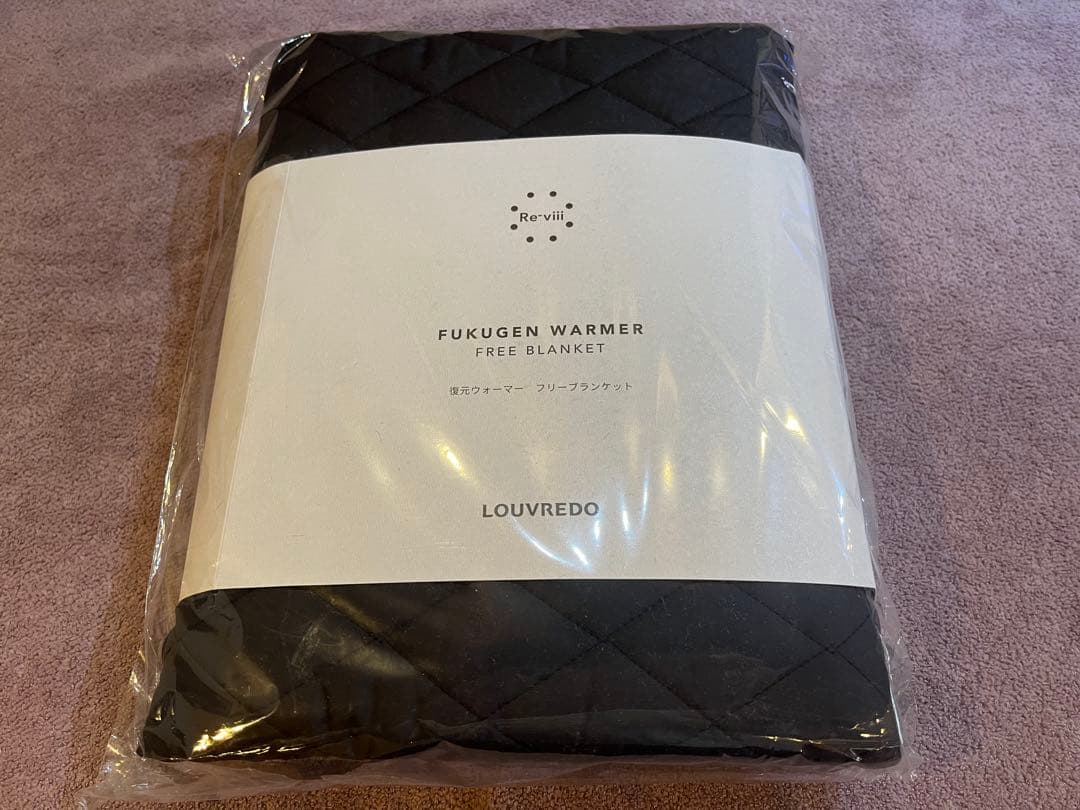 Re-viii
FUKUGEN WARMER
FREE BLANKET
復元ウォーマー　フリーブランケット
LOUVREDO